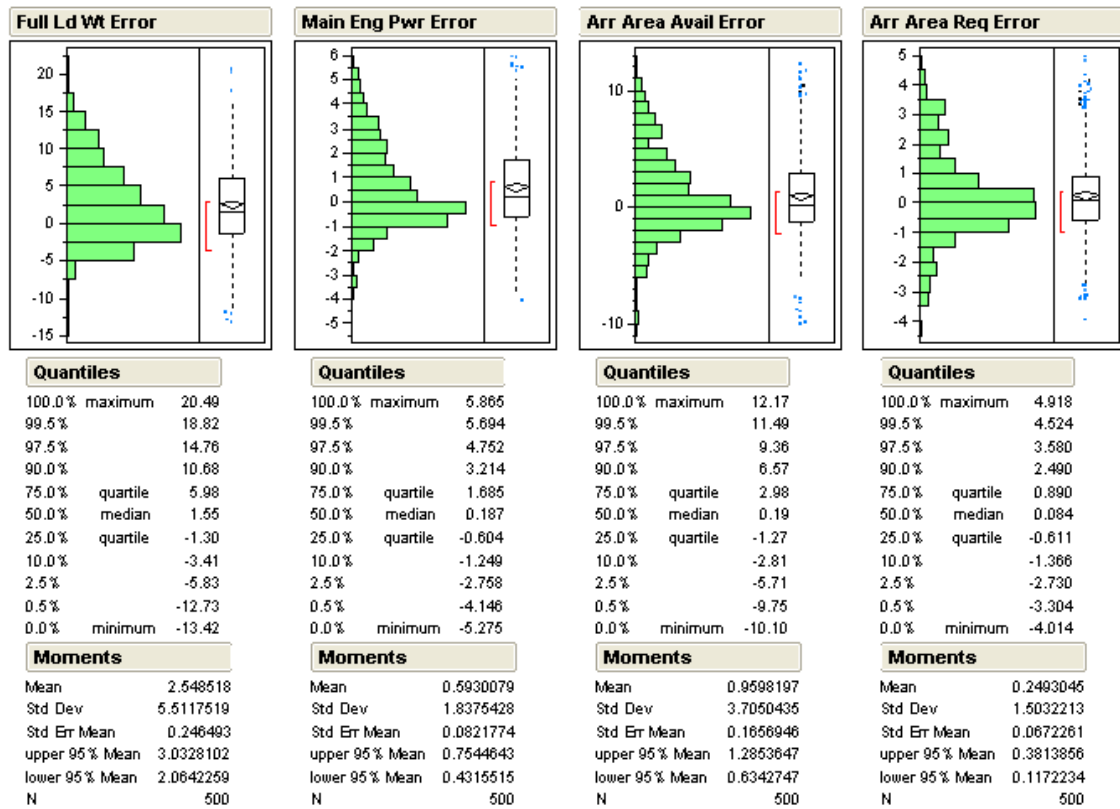 Full Ld Wt Error
20
15
10
5
0
-5
-10
-15
Quantiles
100.0% maximum 20.49
99.5% 18.82
97.5% 14.76
90.0% 10.68
75.0% quartile 5.98
50.0% median 1.55
25.0% quartile -1.30
10.0% -3.41
2.5% -5.83
0.5% -12.73
0.0% minimum -13.42
Moments
Mean 2.548518
Std Dev 5.5117519
Std Err Mean 0.246493
upper 95% Mean 3.0328102
lower 95% Mean 2.0642259
N 500
Main Eng Pwr Error
6
5
4
3
2
1
0
-1
-2
-3
-4
-5
Quantiles
100.0% maximum 5.865
99.5% 5.694
97.5% 4.752
90.0% 3.214
75.0% quartile 1.685
50.0% median 0.187
25.0% quartile -0.604
10.0% -1.249
2.5% -2.758
0.5% -4.146
0.0% minimum -5.275
Moments
Mean 0.5930079
Std Dev 1.8375428
Std Err Mean 0.0821774
upper 95% Mean 0.7544643
lower 95% Mean 0.4315515
N 500
Arr Area Avail Error
10
0
-10
Quantiles
100.0% maximum 12.17
99.5% 11.49
97.5% 9.36
90.0% 6.57
75.0% quartile 2.98
50.0% median 0.19
25.0% quartile -1.27
10.0% -2.81
2.5% -5.71
0.5% -9.75
0.0% minimum -10.10
Moments
Mean 0.9598197
Std Dev 3.7050435
Std Err Mean 0.1656946
upper 95% Mean 1.2853647
lower 95% Mean 0.6342747
N 500
Arr Area Req Error
5
4
3
2
1
0
-1
-2
-3
-4
Quantiles
100.0% maximum 4.918
99.5% 4.524
97.5% 3.580
90.0% 2.490
75.0% quartile 0.890
50.0% median 0.084
25.0% quartile -0.611
10.0% -1.366
2.5% -2.730
0.5% -3.304
0.0% minimum -4.014
Moments
Mean 0.2493045
Std Dev 1.5032213
Std Err Mean 0.0672261
upper 95% Mean 0.3813856
lower 95% Mean 0.1172234
N 500